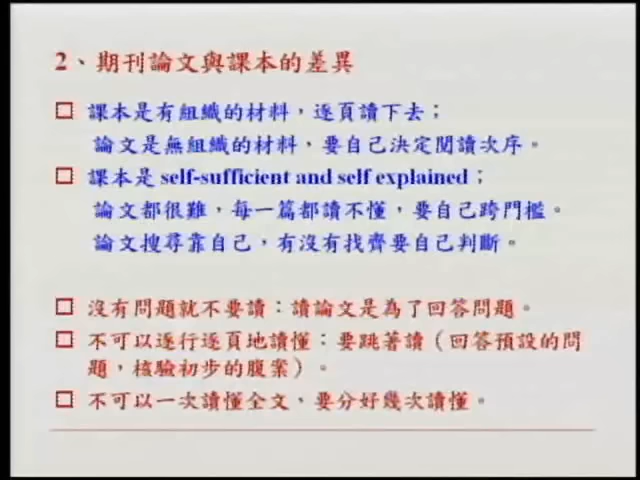 2、期刊論文與課本的差異
課本是有組織的材料，逐頁讀下去；
論文是無組織的材料，要自己決定閱讀次序。
課本是 self-sufficient and self explained；
論文都很難，每一篇都讀不懂，要自己跨門檻。
論文搜尋靠自己，有沒有找齊要自己判斷。
沒有問題就不要讀：讀論文是為了回答問題。
不可以逐行逐頁地讀懂：要跳著讀（回答預設的問
題，核驗初步的腹案）。
不可以一次讀懂全文，要分好幾次讀懂。